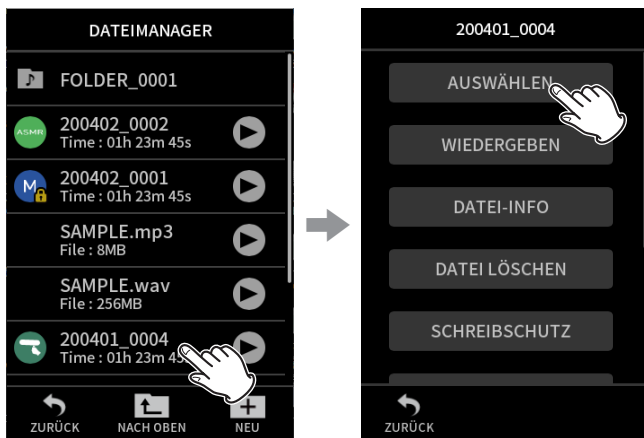 DATEIMANAGER
FOLDER_0001
ASMR
200402_0002
Time : 01h 23m 45s
M
200402_0001
Time : 01h 23m 45s
SAMPLE.mp3
File : 8MB
SAMPLE.wav
File : 256MB
200401_0004
Time : 01h 23m 45s
ZURÜCK
NACH OBEN
NEU
200401_0004
AUSWÄHLEN
WIEDERGEBEN
DATEI-INFO
DATEI LÖSCHEN
SCHREIBSCHUTZ
ZURÜCK